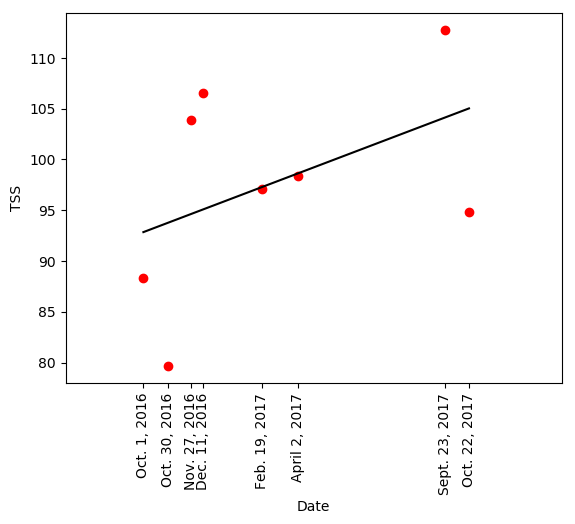 110
105
100
95
90
85
80
TSS
Oct. 1, 2016
Oct. 30, 2016
Nov. 27, 2016
Dec. 11, 2016
Feb. 19, 2017
April 2, 2017
Sept. 23, 2017
Oct. 22, 2017
Date